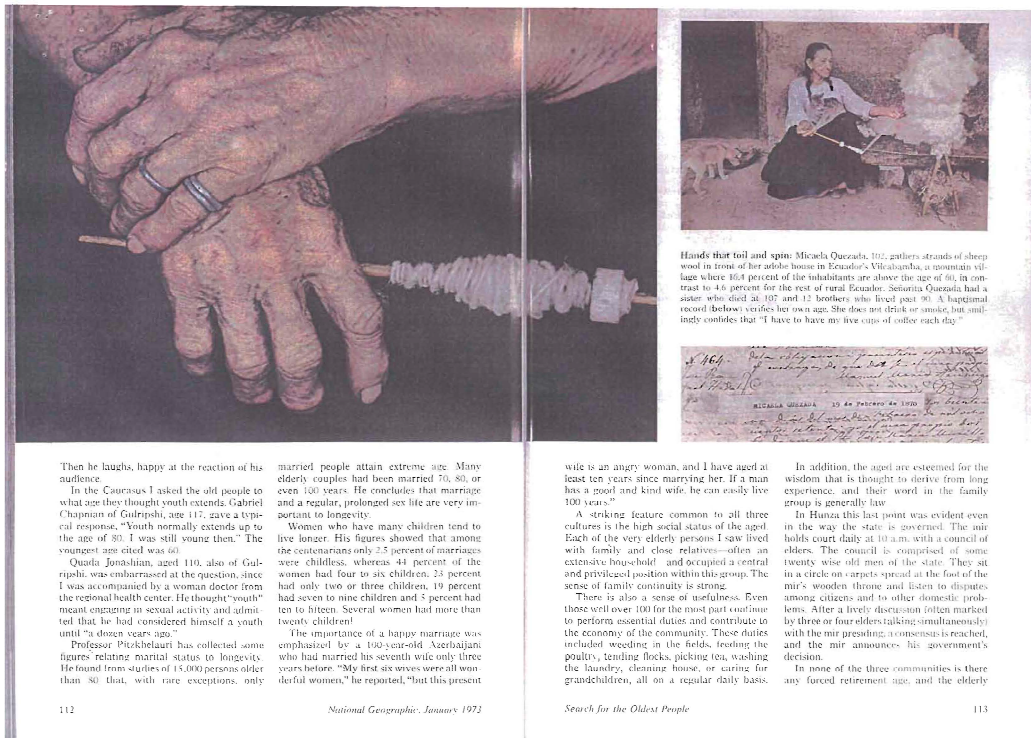 Hands that toil and spin: Micaela Quezada, 102, gathers strands of sheep
wool in front of her adobe house in Ecuador's Vilcabamba, a mountain vil-
lage where 16.4 percent of the inhabitants are above the age of 60, in con-
trast to 4.6 percent for the rest of rural Ecuador. Señorita Quezada had a
sister who died at 107 and 12 brothers who lived past 90. A baptismal
record (below) verifies her own age. She does not drink or smoke, but smil-
ingly confides that "I have to have my five cups of coffee each day."
N. 464.
MICAELA QUEZADA 19 de Febrero de 1870
Then he laughs, happy at the reaction of his
audience.
In the Caucasus I asked the old people to
what age they thought youth extends. Gabriel
Chapnian of Gulripshi, age 117, gave a typi-
cal response, "Youth normally extends up to
the age of 80. I was still young then." The
youngest age cited was 60.
Quada Jonashian, aged 110, also of Gul-
ripshi, was embarrassed at the question, since
I was accompanied by a woman doctor from
the regional health center. He thought "youth"
meant engaging in sexual activity and admit-
ted that he had considered himself a youth
until "a dozen years ago."
Professor Pitzkhelauri has collected some
figures relating marital status to longevity.
He found from studies of 15,000 persons older
than 80 that, with rare exceptions, only
married people attain extreme age. Many
elderly couples had been married 70, 80, or
even 100 years. He concludes that marriage
and a regular, prolonged sex life are very im-
portant to longevity.
Women who have many children tend to
live longer. His figures showed that among
the centenarians only 2.5 percent of marriages
were childless, whereas 44 percent of the
women had four to six children, 23 percent
had only two or three children, 19 percent
had seven to nine children and 5 percent had
ten to fifteen. Several women had more than
twenty children!
The importance of a happy marriage was
emphasized by a 100-year-old Azerbaijani
who had married his seventh wife only three
years before. "My first six wives were all won-
derful women," he reported, "but this present
wife is an angry woman, and I have aged at
least ten years since marrying her. If a man
has a good and kind wife, he can easily live
100 years."
A striking feature common to all three
cultures is the high social status of the aged.
Each of the very elderly persons I saw lived
with family and close relatives—often an
extensive household—and occupied a central
and privileged position within this group. The
sense of family continuity is strong.
There is also a sense of usefulness. Even
those well over 100 for the most part continue
to perform essential duties and contribute to
the economy of the community. These duties
included weeding in the fields, feeding the
poultry, tending flocks, picking tea, washing
the laundry, cleaning house, or caring for
grandchildren, all on a regular daily basis.
In addition, the aged are esteemed for the
wisdom that is thought to derive from long
experience, and their word in the family
group is generally law.
In Hunza this last point was evident even
in the way the state is governed. The mir
holds court daily at 10 a.m. with a council of
elders. The council is comprised of some
twenty wise old men of the state. They sit
in a circle on carpets spread at the foot of the
mir's wooden throne and listen to disputes
among citizens and to other domestic prob-
lems. After a lively discussion (often marked
by three or four elders talking simultaneously)
with the mir presiding, a consensus is reached,
and the mir announces his government's
decision.
In none of the three communities is there
any forced retirement age, and the elderly
112
National Geographic, January 1973
Search for the Oldest People
113